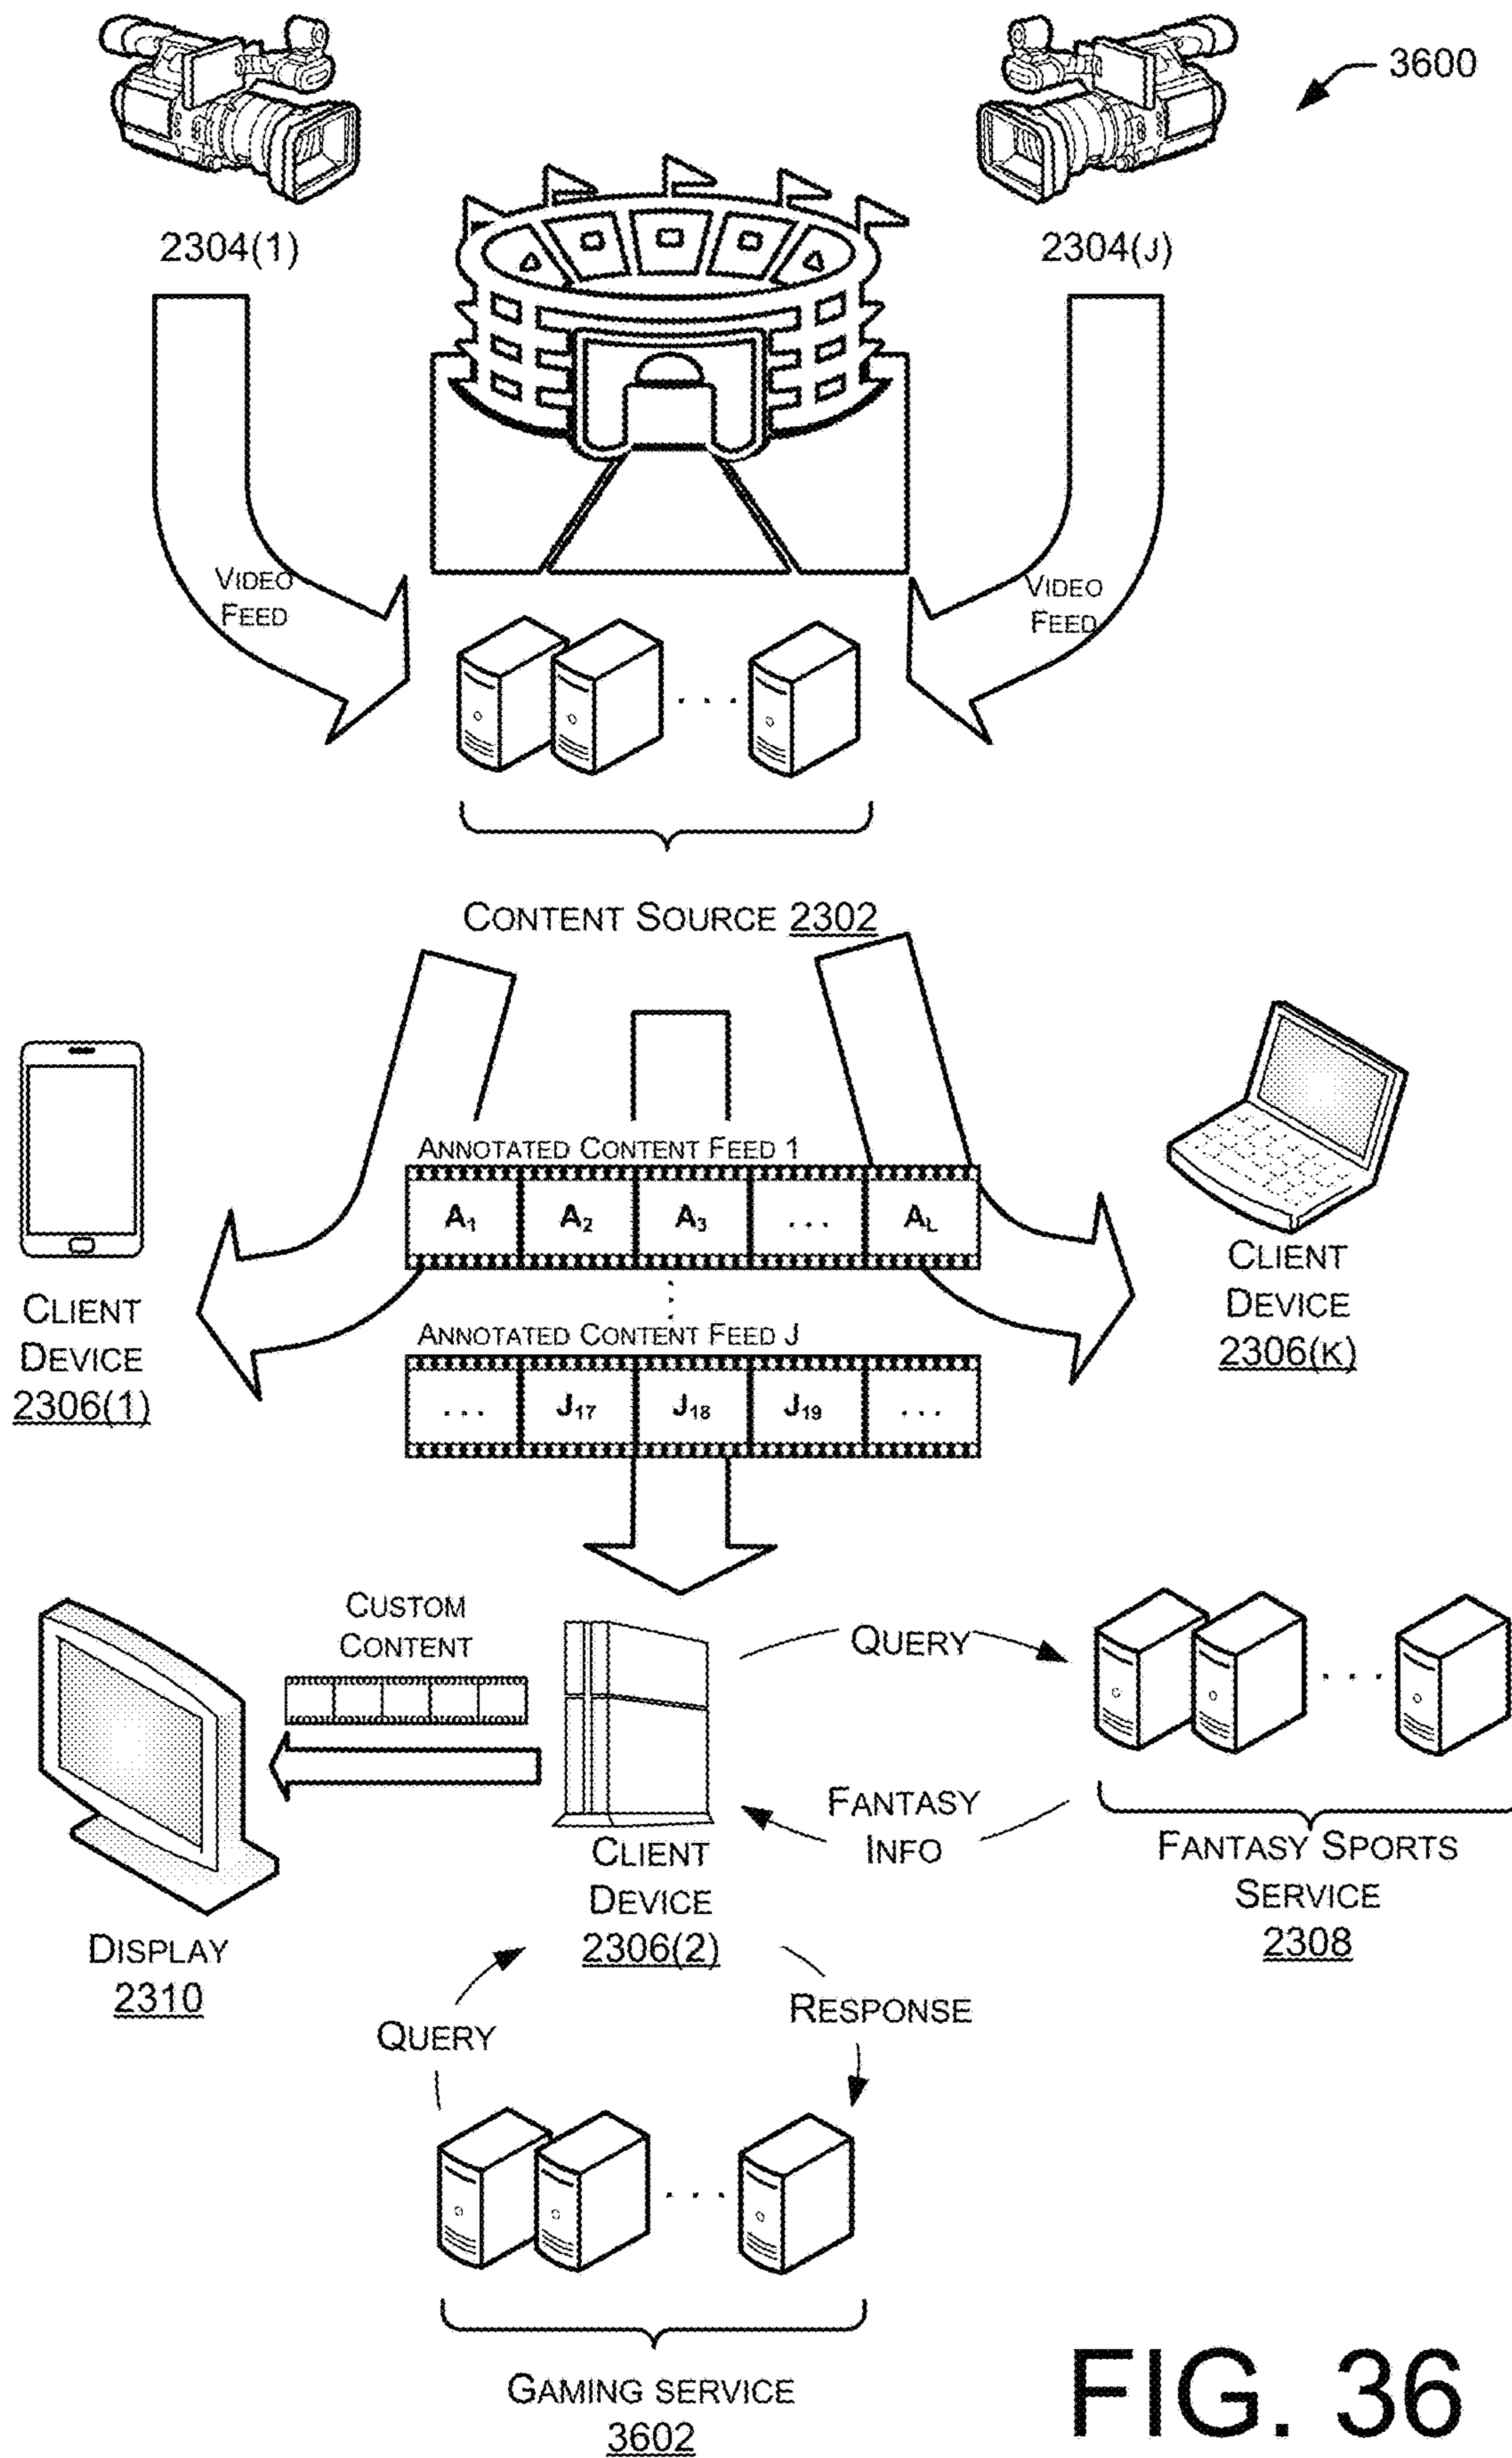 3600
2304(1)
2304(J)
VIDEO
FEED
VIDEO
FEED
. . .
CONTENT SOURCE 2302
ANNOTATED CONTENT FEED 1
A1 A2 A3 . . . AL
CLIENT
DEVICE
2306(1)
CLIENT
DEVICE
2306(K)
ANNOTATED CONTENT FEED J
. . . J17 J18 J19 . . .
CUSTOM
CONTENT
QUERY
. . .
FANTASY
INFO
CLIENT
DEVICE
2306(2)
FANTASY SPORTS
SERVICE
2308
DISPLAY
2310
QUERY
RESPONSE
. . .
GAMING SERVICE
3602
FIG. 36